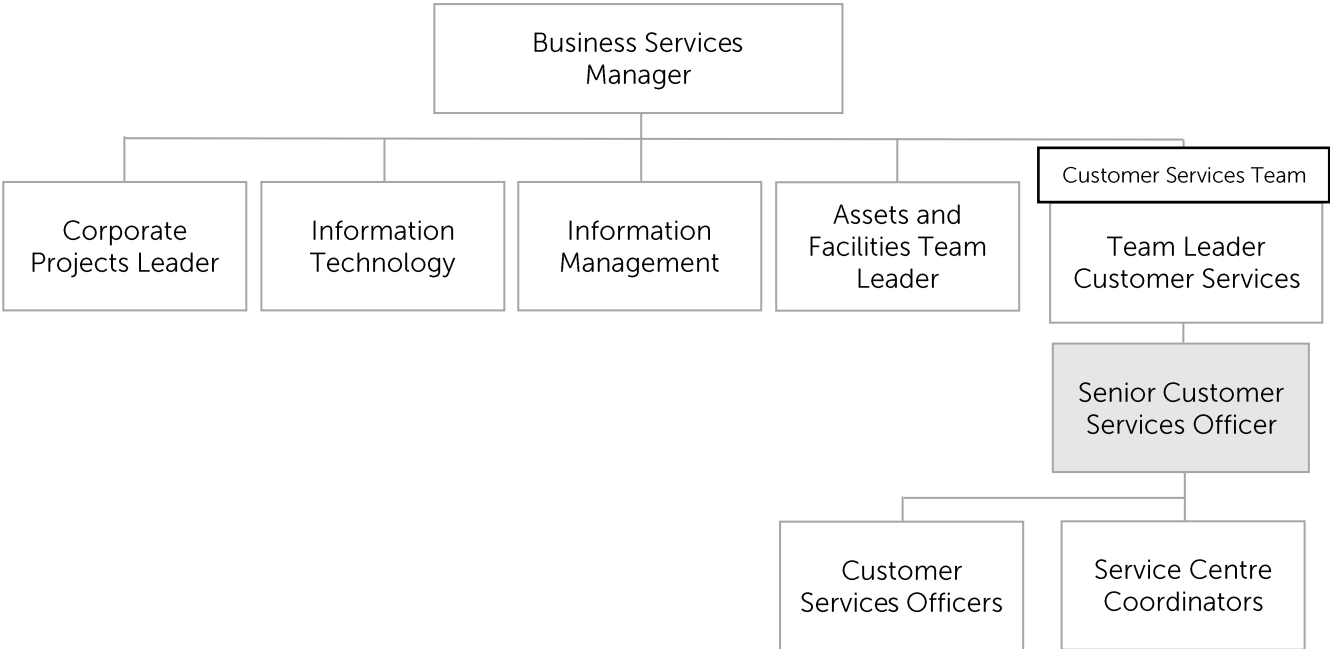 Business Services
Manager
Customer Services Team
Corporate
Projects Leader
Information
Technology
Information
Management
Assets and
Facilities Team
Leader
Team Leader
Customer Services
Senior Customer
Services Officer
Customer
Services Officers
Service Centre
Coordinators